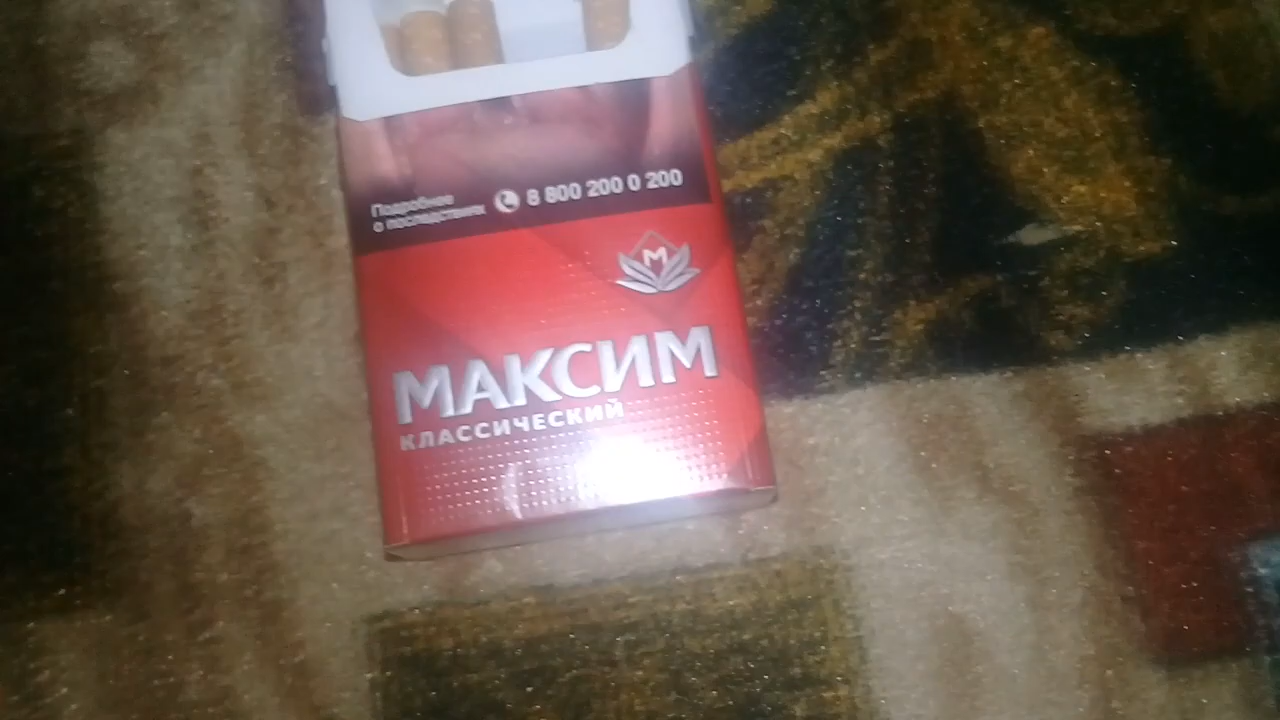 Подробнее
о последствиях
8 800 200 0 200
М
МАКСИМ
КЛАССИЧЕСКИЙ